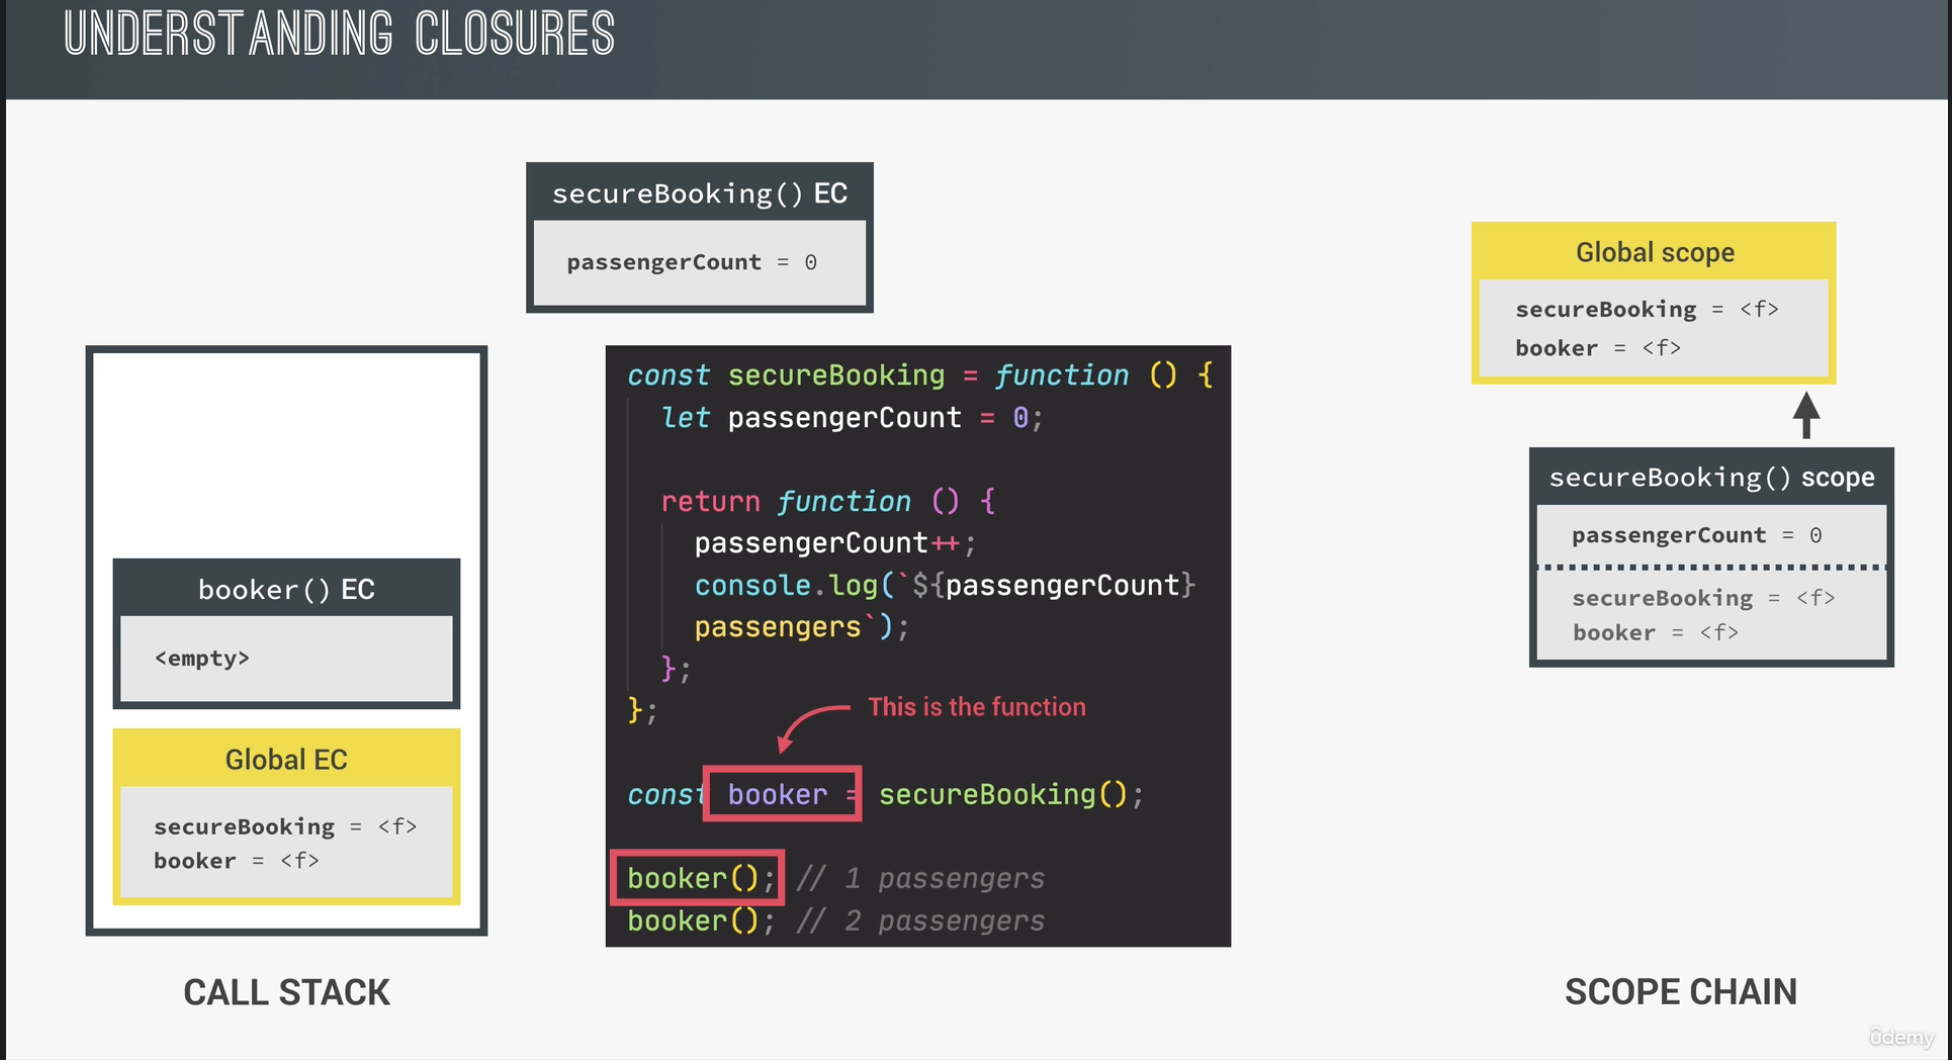 UNDERSTANDING CLOSURES
secureBooking() EC
passengerCount = 0
booker() EC
<empty>
Global EC
secureBooking = <f>
booker = <f>
CALL STACK
const secureBooking = function () {
let passengerCount = 0;
return function () {
passengerCount++;
console.log(`${passengerCount}
passengers`);
};
};
This is the function
const booker = secureBooking();
booker(); // 1 passengers
booker(); // 2 passengers
Global scope
secureBooking = <f>
booker = <f>
secureBooking() scope
passengerCount = 0
secureBooking = <f>
booker = <f>
SCOPE CHAIN
ûdemy